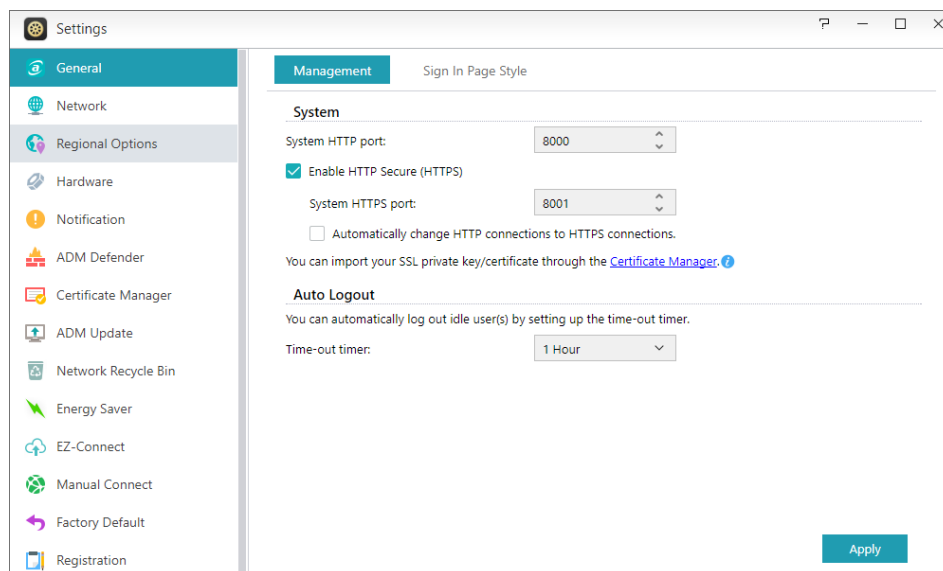 Settings
General
Network
Regional Options
Hardware
Notification
ADM Defender
Certificate Manager
ADM Update
Network Recycle Bin
Energy Saver
EZ-Connect
Manual Connect
Factory Default
Registration
Management Sign In Page Style
System
System HTTP port: 8000
Enable HTTP Secure (HTTPS)
System HTTPS port: 8001
Automatically change HTTP connections to HTTPS connections.
You can import your SSL private key/certificate through the Certificate Manager.
Auto Logout
You can automatically log out idle user(s) by setting up the time-out timer.
Time-out timer: 1 Hour
Apply